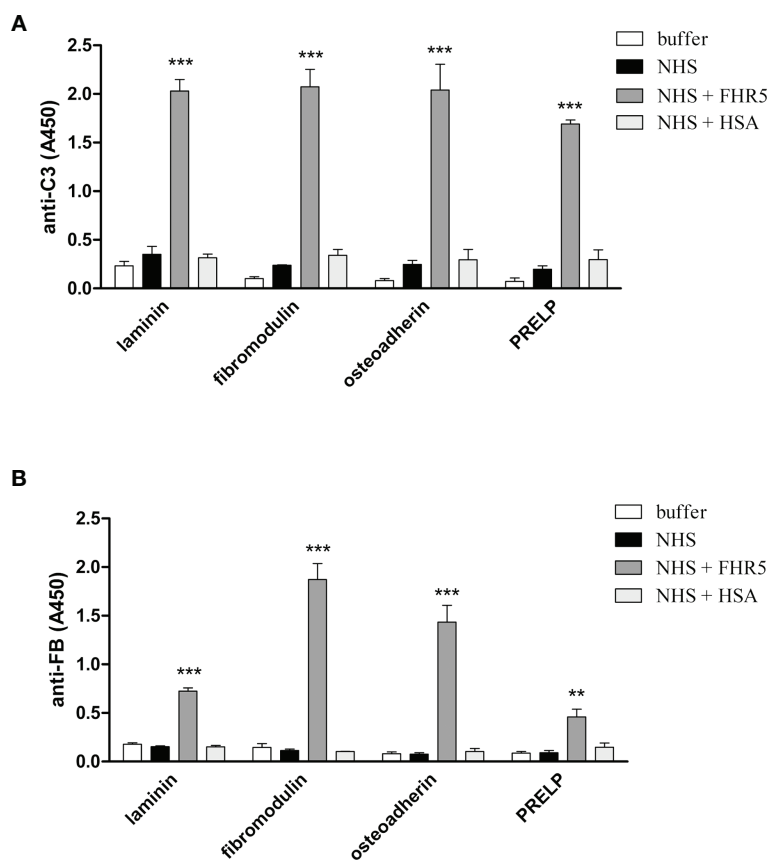 A
anti-C3 (A450)
2.5
2.0
1.5
1.0
0.5
0.0
***
***
***
***
buffer
NHS
NHS + FHR5
NHS + HSA
laminin
fibromodulin
osteoadherin
PRELP
B
anti-FB (A450)
2.5
2.0
1.5
1.0
0.5
0.0
***
***
***
**
buffer
NHS
NHS + FHR5
NHS + HSA
laminin
fibromodulin
osteoadherin
PRELP